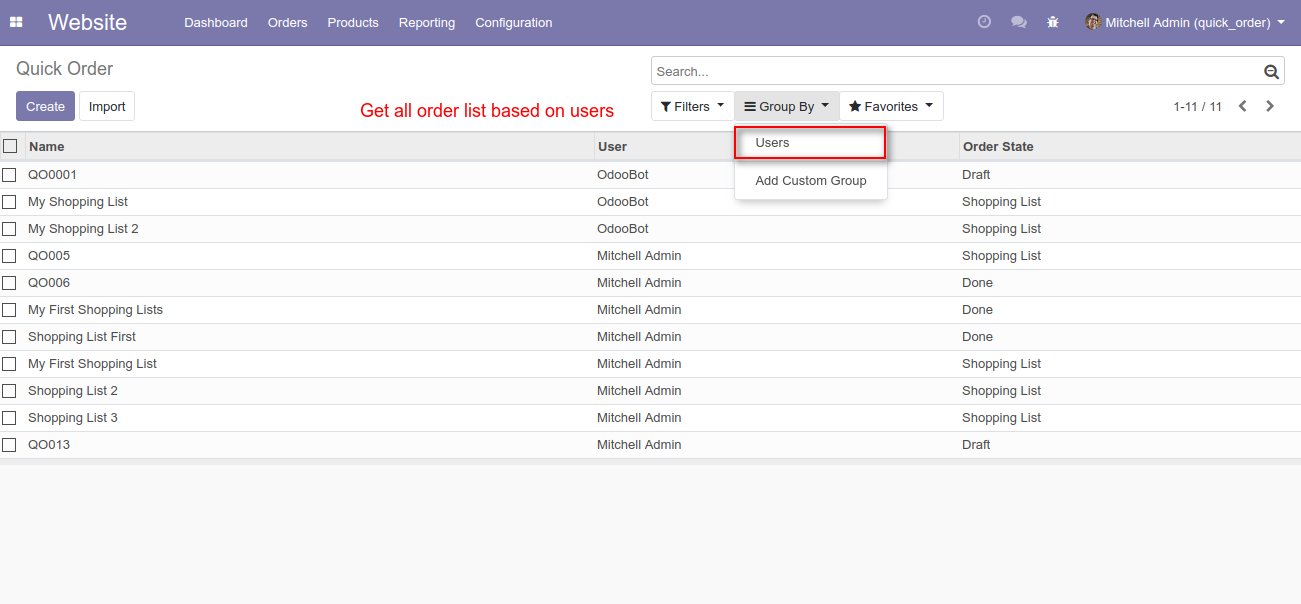 Website Dashboard Orders Products Reporting Configuration Mitchell Admin (quick_order)
Quick Order
Search...
Create Import
Get all order list based on users
Filters Group By Favorites 1-11 / 11
Users
Add Custom Group
Name User Order State
QO0001 OdooBot Draft
My Shopping List OdooBot Shopping List
My Shopping List 2 OdooBot Shopping List
QO005 Mitchell Admin Shopping List
QO006 Mitchell Admin Done
My First Shopping Lists Mitchell Admin Done
Shopping List First Mitchell Admin Done
My First Shopping List Mitchell Admin Shopping List
Shopping List 2 Mitchell Admin Shopping List
Shopping List 3 Mitchell Admin Shopping List
QO013 Mitchell Admin Draft